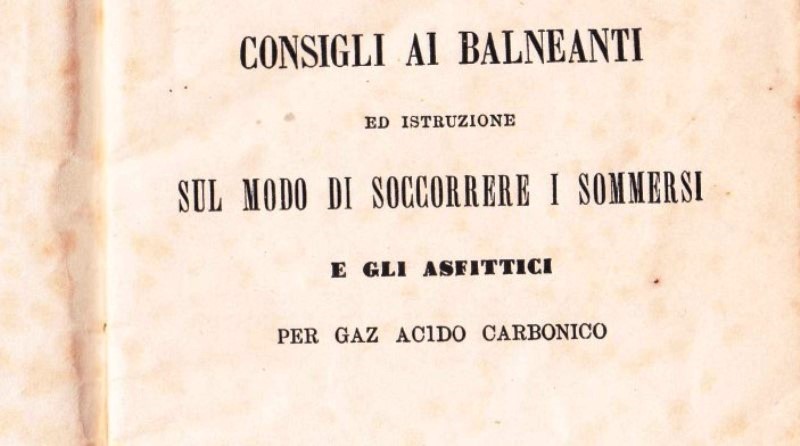 CONSIGLI AI BALNEANTI
ED ISTRUZIONE
SUL MODO DI SOCCORRERE I SOMMERSI
E GLI ASFITTICI
PER GAZ ACIDO CARBONICO